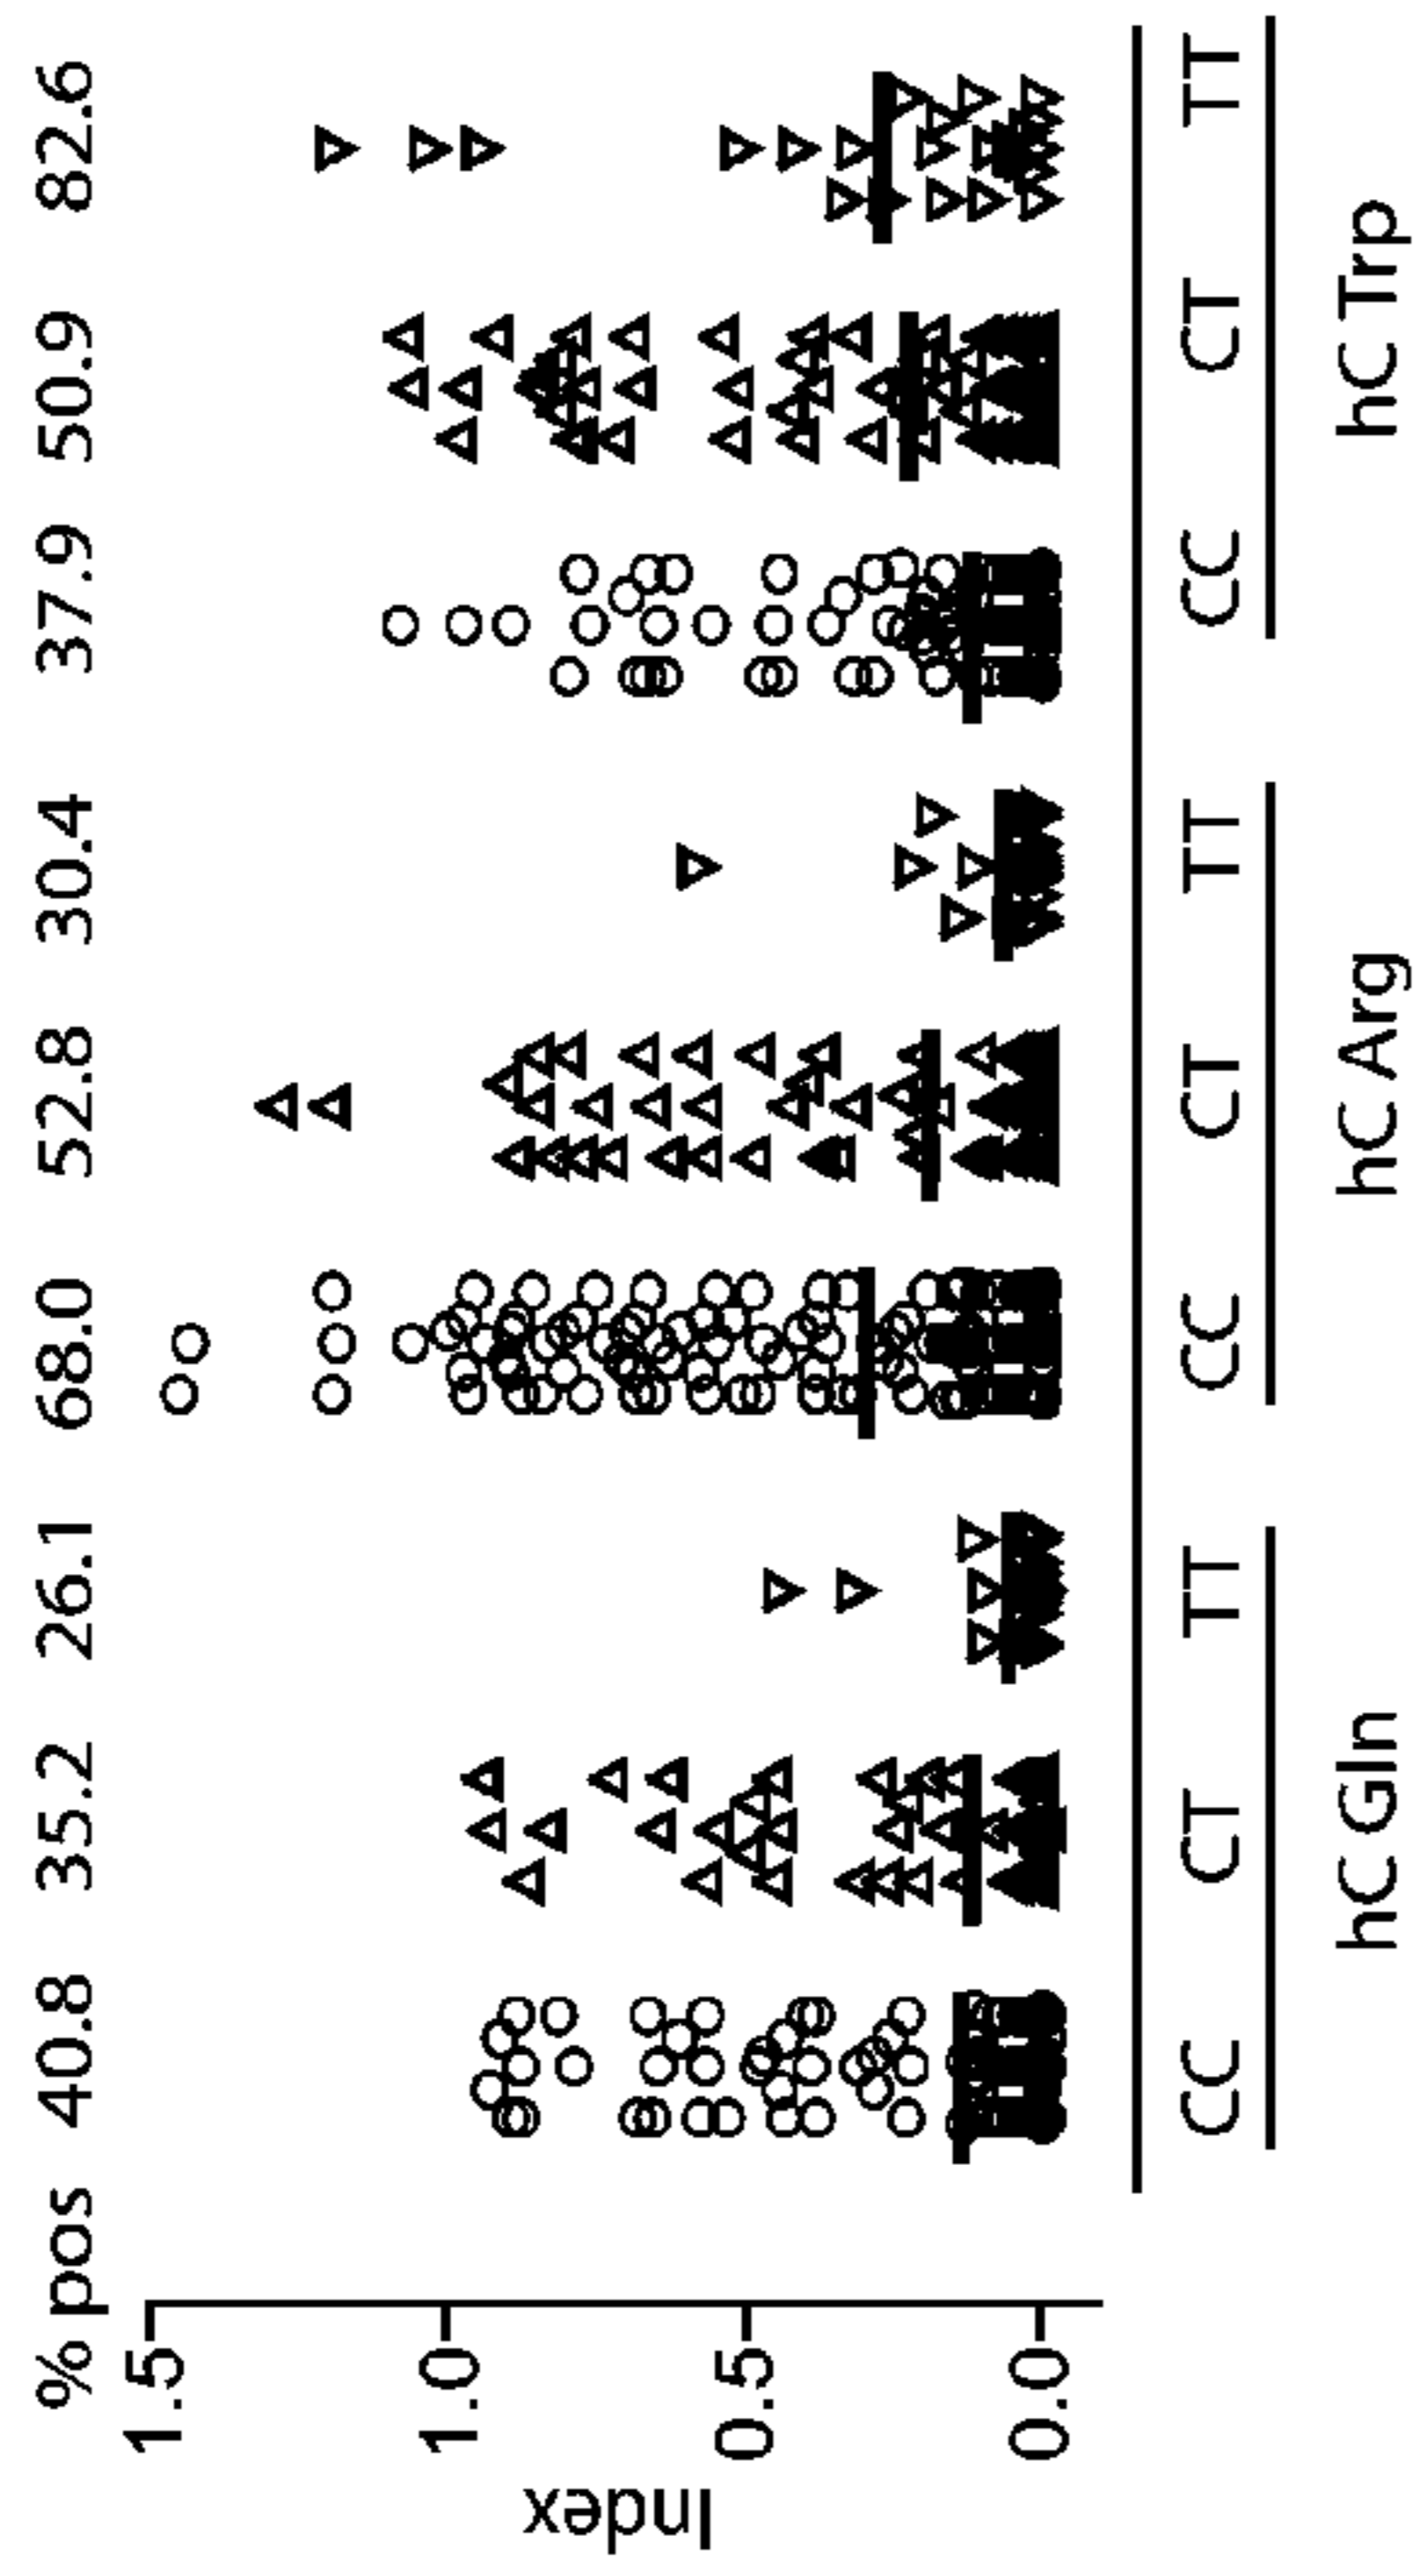 % pos 40.8 35.2 26.1 68.0 52.8 30.4 37.9 50.9 82.6
1.5
1.0
0.5
0.0
Index
CC CT TT CC CT TT CC CT TT
hC Gln hC Arg hC Trp